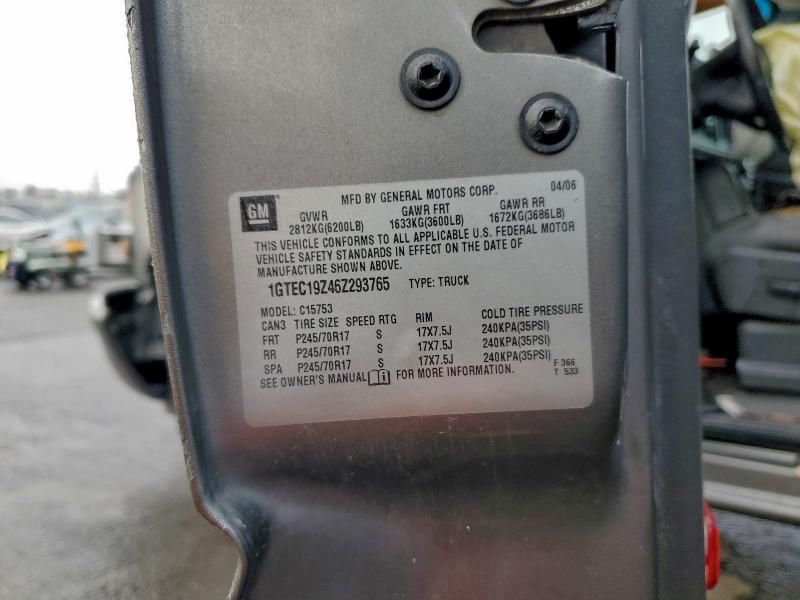 GM
MFD BY GENERAL MOTORS CORP. 04/06
GVWR GAWR FRT GAWR RR
2812KG(6200LB) 1633KG(3600LB) 1672KG(3686LB)
THIS VEHICLE CONFORMS TO ALL APPLICABLE U.S. FEDERAL MOTOR
VEHICLE SAFETY STANDARDS IN EFFECT ON THE DATE OF
MANUFACTURE SHOWN ABOVE.
1GTEC19Z46Z293765 TYPE: TRUCK
MODEL: C15753
CAN3 TIRE SIZE SPEED RTG RIM COLD TIRE PRESSURE
FRT P245/70R17 S 17X7.5J 240KPA(35PSI)
RR P245/70R17 S 17X7.5J 240KPA(35PSI)
SPA P245/70R17 S 17X7.5J 240KPA(35PSI)
SEE OWNER'S MANUAL FOR MORE INFORMATION.
F 366
T 533